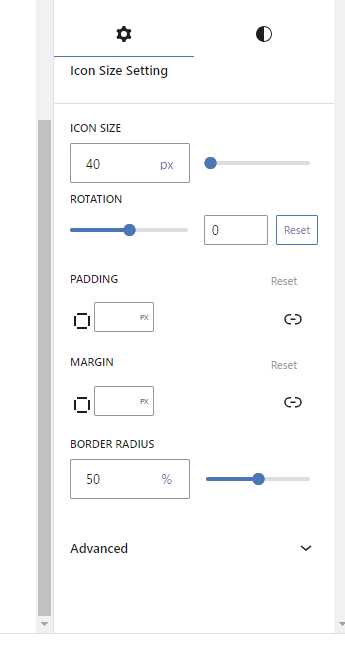 Icon Size Setting
ICON SIZE
40 px
ROTATION
0 Reset
PADDING Reset
PX
MARGIN Reset
PX
BORDER RADIUS
50 %
Advanced